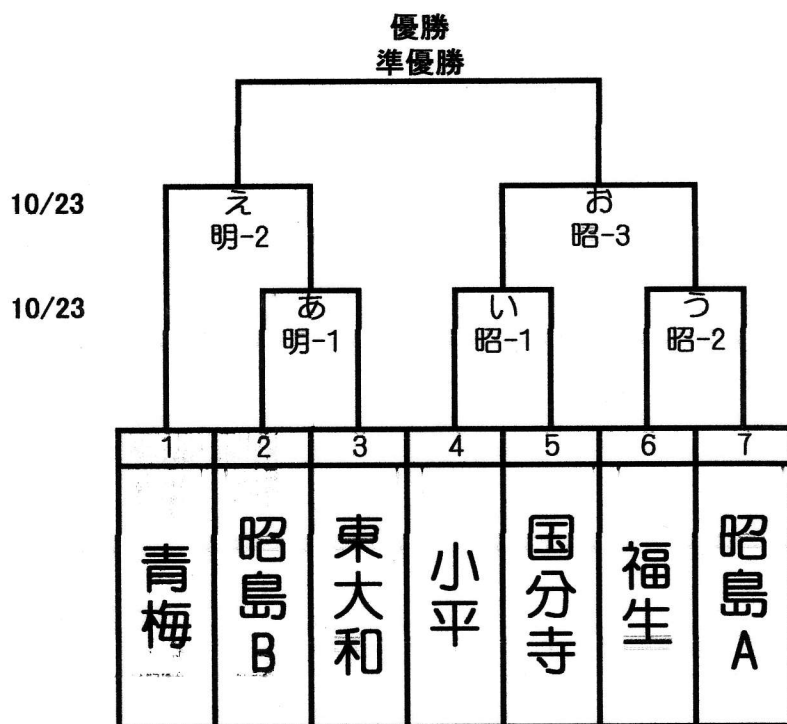 優勝
準優勝
10/23
え
明-2
お
昭-3
10/23
あ
明-1
い
昭-1
う
昭-2
1
2
3
4
5
6
7
青梅
昭島B
東大和
小平
国分寺
福生
昭島A